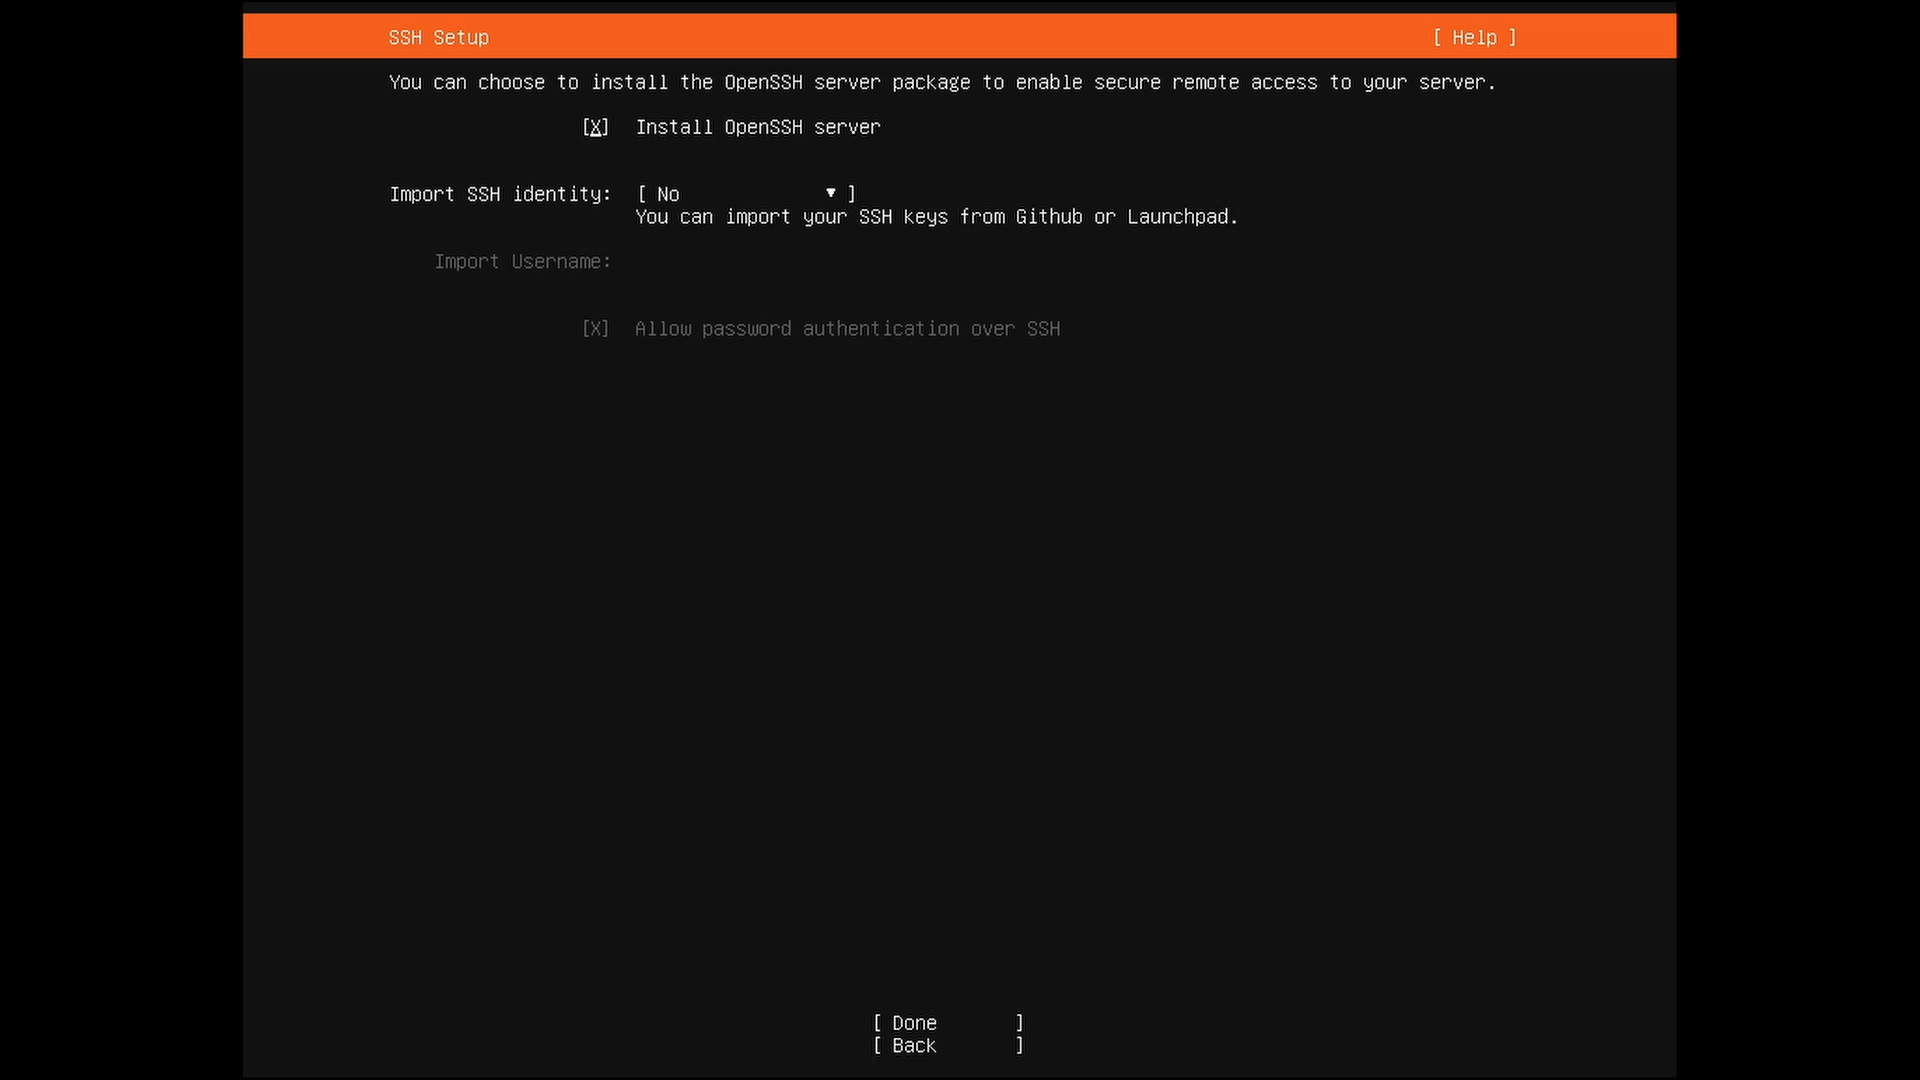 SSH Setup [ Help ]
You can choose to install the OpenSSH server package to enable secure remote access to your server.
[X] Install OpenSSH server
Import SSH identity: [ No ▾ ]
You can import your SSH keys from Github or Launchpad.
Import Username:
[X] Allow password authentication over SSH
[ Done ]
[ Back ]